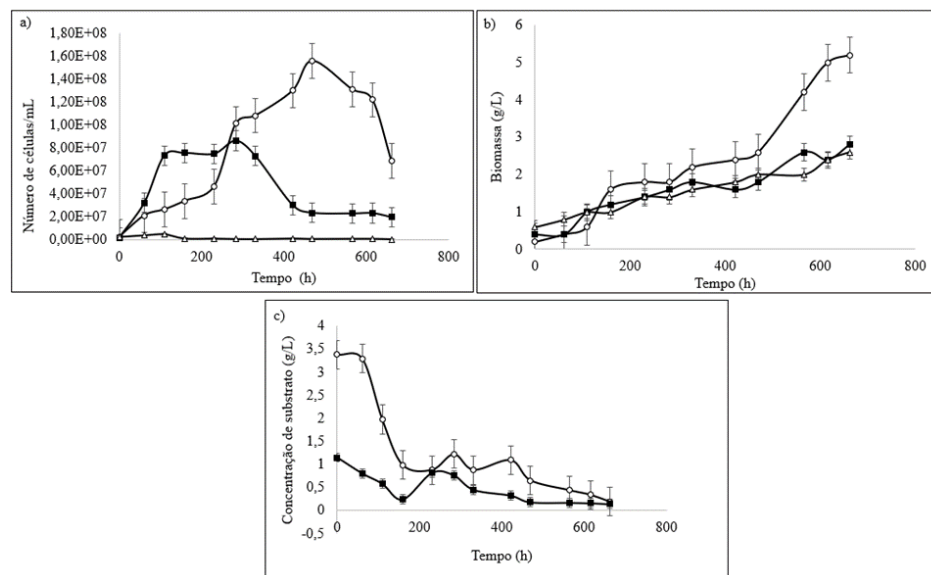 a)
Número de células/mL
1,80E+08
1,60E+08
1,40E+08
1,20E+08
1,00E+08
8,00E+07
6,00E+07
4,00E+07
2,00E+07
0,00E+00
0
200
400
600
800
Tempo (h)
b)
Biomassa (g/L)
6
5
4
3
2
1
0
0
200
400
600
800
Tempo (h)
c)
Concentração de substrato (g/L)
4
3,5
3
2,5
2
1,5
1
0,5
0
-0,5
0
200
400
600
800
Tempo (h)